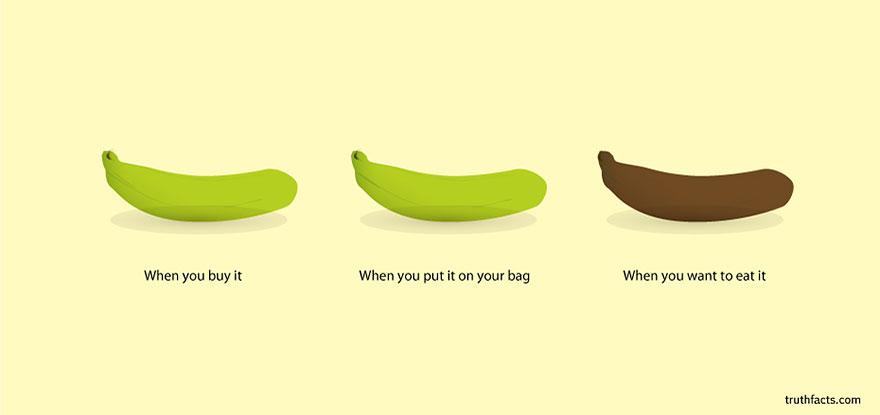 When you buy it
When you put it on your bag
When you want to eat it
truthfacts.com